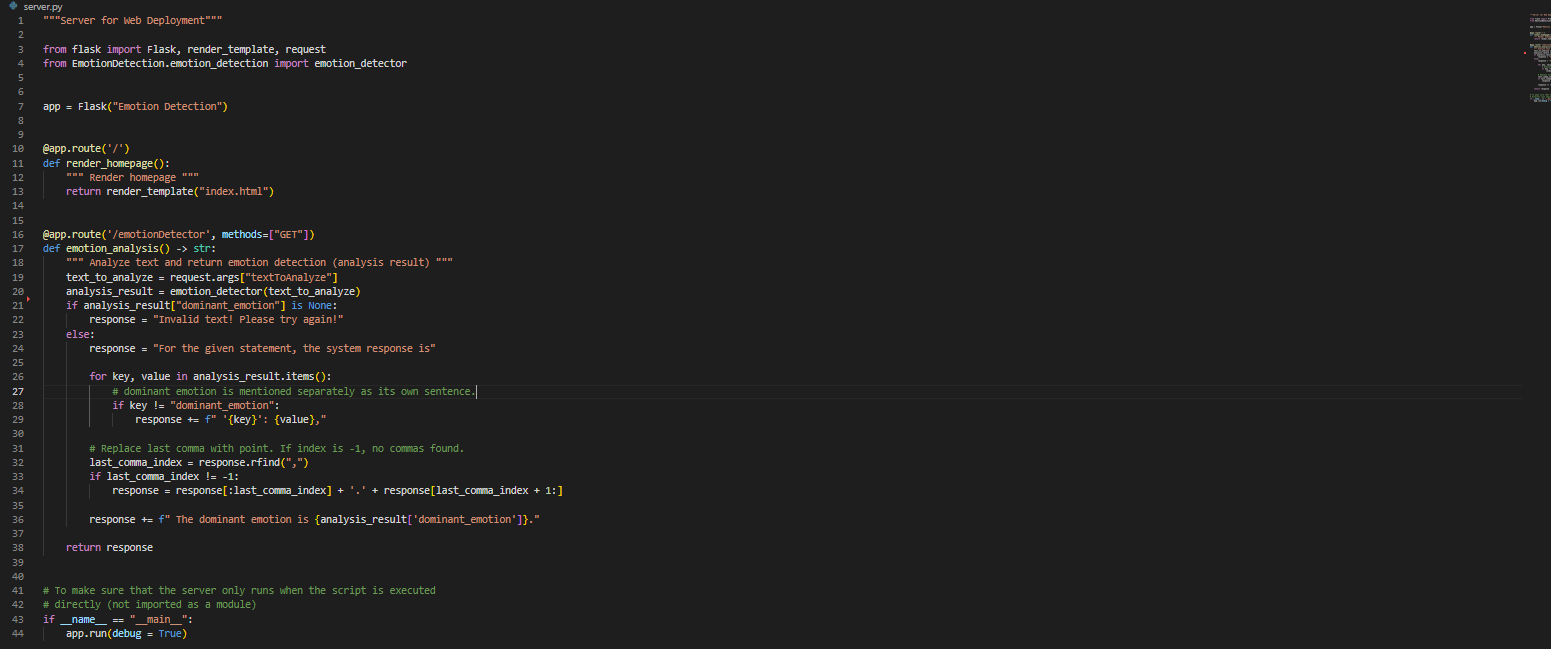 server.py
1 """Server for Web Deployment"""
2
3 from flask import Flask, render_template, request
4 from EmotionDetection.emotion_detection import emotion_detector
5
6
7 app = Flask("Emotion Detection")
8
9
10 @app.route('/')
11 def render_homepage():
12     """ Render homepage """
13     return render_template("index.html")
14
15
16 @app.route('/emotionDetector', methods=["GET"])
17 def emotion_analysis() -> str:
18     """ Analyze text and return emotion detection (analysis result) """
19     text_to_analyze = request.args["textToAnalyze"]
20     analysis_result = emotion_detector(text_to_analyze)
21     if analysis_result["dominant_emotion"] is None:
22         response = "Invalid text! Please try again!"
23     else:
24         response = "For the given statement, the system response is"
25
26         for key, value in analysis_result.items():
27             # dominant emotion is mentioned separately as its own sentence.
28             if key != "dominant_emotion":
29                 response += f" '{key}': {value},"
30
31         # Replace last comma with point. If index is -1, no commas found.
32         last_comma_index = response.rfind(",")
33         if last_comma_index != -1:
34             response = response[:last_comma_index] + '.' + response[last_comma_index + 1:]
35
36         response += f" The dominant emotion is {analysis_result['dominant_emotion']}."
37
38     return response
39
40
41 # To make sure that the server only runs when the script is executed
42 # directly (not imported as a module)
43 if __name__ == "__main__":
44     app.run(debug = True)